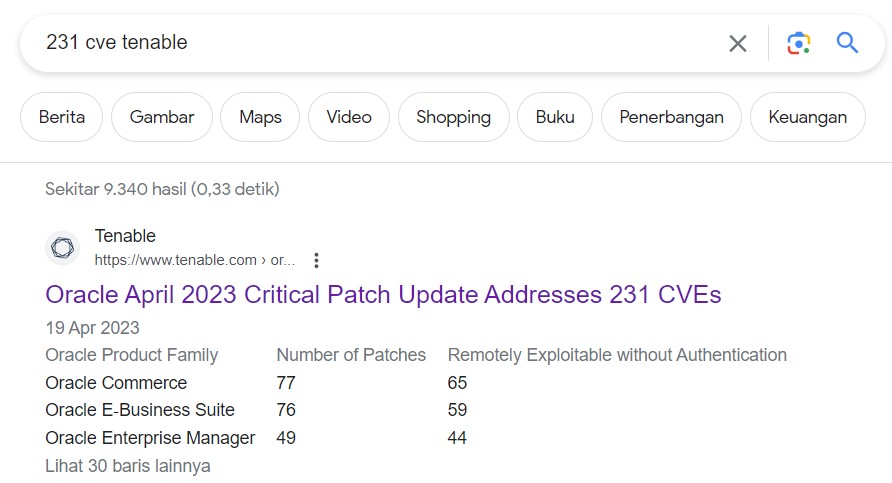 231 cve tenable
Berita Gambar Maps Video Shopping Buku Penerbangan Keuangan
Sekitar 9.340 hasil (0,33 detik)
Tenable
https://www.tenable.com › or...
Oracle April 2023 Critical Patch Update Addresses 231 CVEs
19 Apr 2023
Oracle Product Family Number of Patches Remotely Exploitable without Authentication
Oracle Commerce 77 65
Oracle E-Business Suite 76 59
Oracle Enterprise Manager 49 44
Lihat 30 baris lainnya